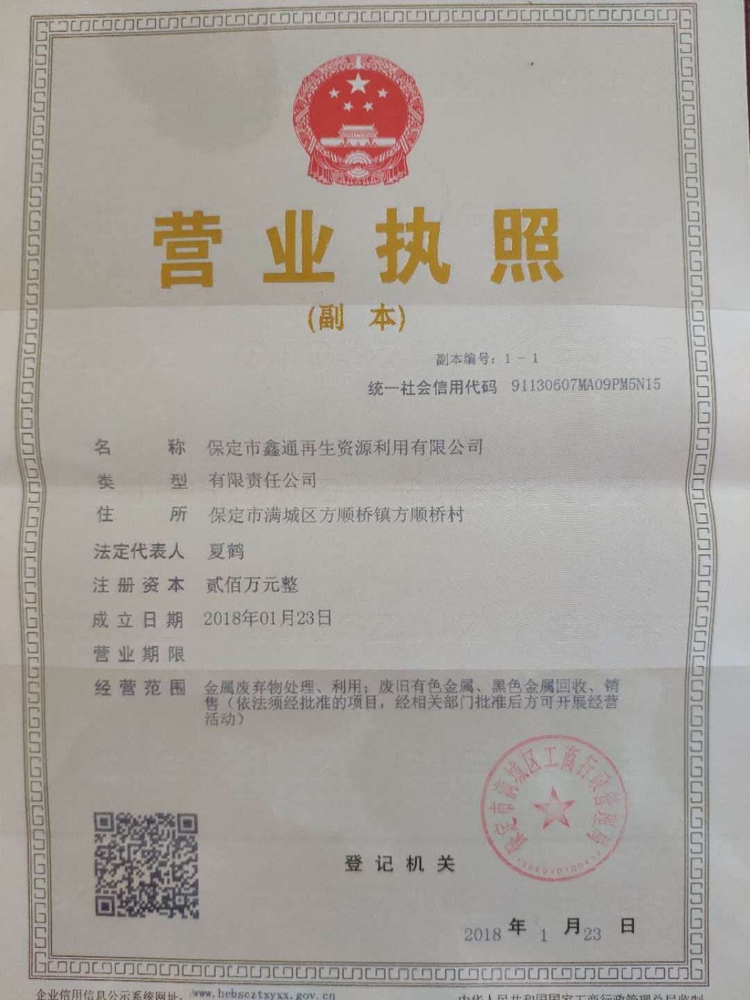 营业执照
(副 本)
副本编号：1-1
统一社会信用代码 91130607MA09PM5N15
名称 保定市鑫通再生资源利用有限公司
类型 有限责任公司
住所 保定市满城区方顺桥镇方顺桥村
法定代表人 夏鹤
注册资本 贰佰万元整
成立日期 2018年01月23日
营业期限
经营范围 金属废弃物处理、利用；废旧有色金属、黑色金属回收、销
售（依法须经批准的项目，经相关部门批准后方可开展经营
活动）
保定市满城区工商行政管理局
登记机关
2018 年 1 月 23 日
企业信用信息公示系统网址：www.hebscztxyxx.gov.cn
中华人民共和国国家工商行政管理总局监制